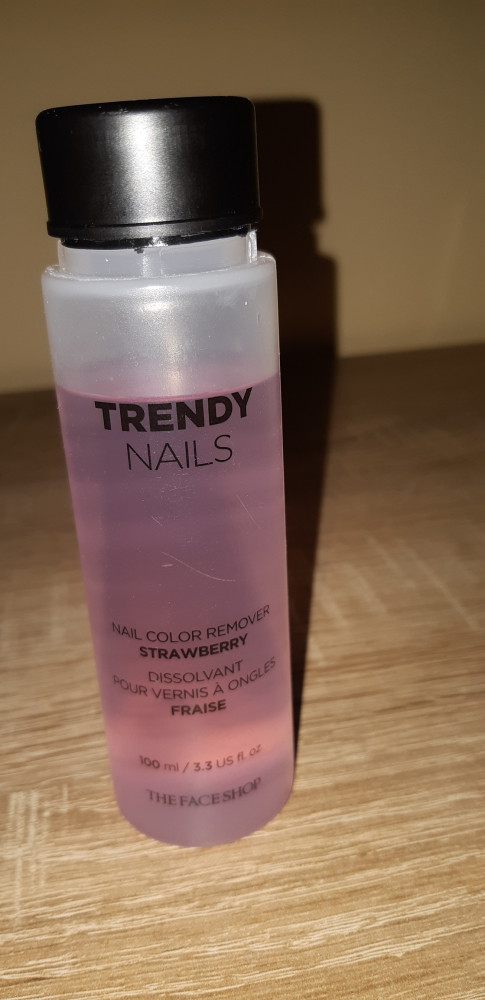 TRENDY
NAILS
NAIL COLOR REMOVER
STRAWBERRY
DISSOLVANT
POUR VERNIS À ONGLES
FRAISE
100 ml / 3.3 US fl. oz.
THEFACESHOP